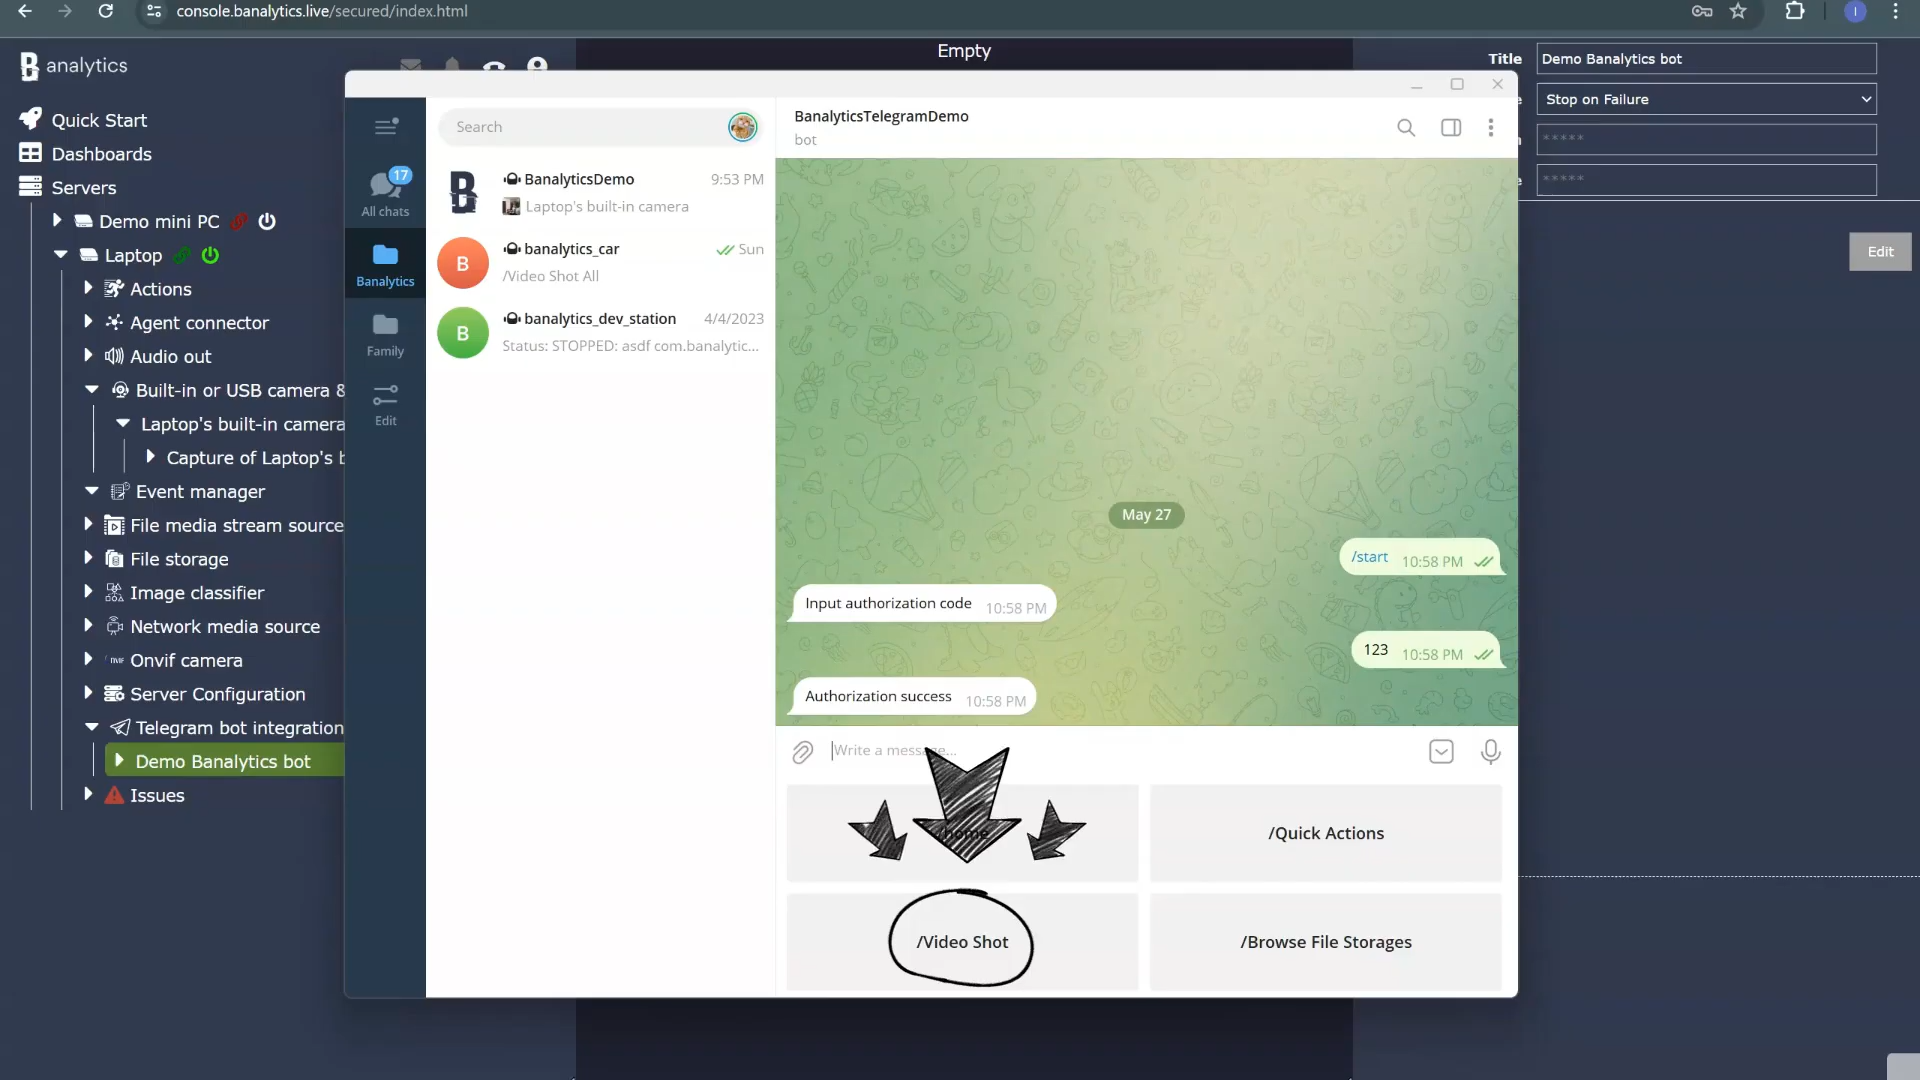 console.banalytics.live/secured/index.html
I
B analytics
Quick Start
Dashboards
Servers
Demo mini PC
Laptop
Actions
Agent connector
Audio out
Built-in or USB camera &
Laptop's built-in camera
Capture of Laptop's b
Event manager
File media stream source
File storage
Image classifier
Network media source
Onvif camera
Server Configuration
Telegram bot integration
Demo Banalytics bot
Issues
Empty
Title
Demo Banalytics bot
Stop on Failure
*****
*****
Edit
17
All chats
Banalytics
Family
Edit
Search
B
BanalyticsDemo
9:53 PM
Laptop's built-in camera
B
banalytics_car
Sun
/Video Shot All
B
banalytics_dev_station
4/4/2023
Status: STOPPED: asdf com.banalytic...
BanalyticsTelegramDemo
bot
May 27
/start 10:58 PM
Input authorization code 10:58 PM
123 10:58 PM
Authorization success 10:58 PM
Write a message...
/home
/Quick Actions
/Video Shot
/Browse File Storages